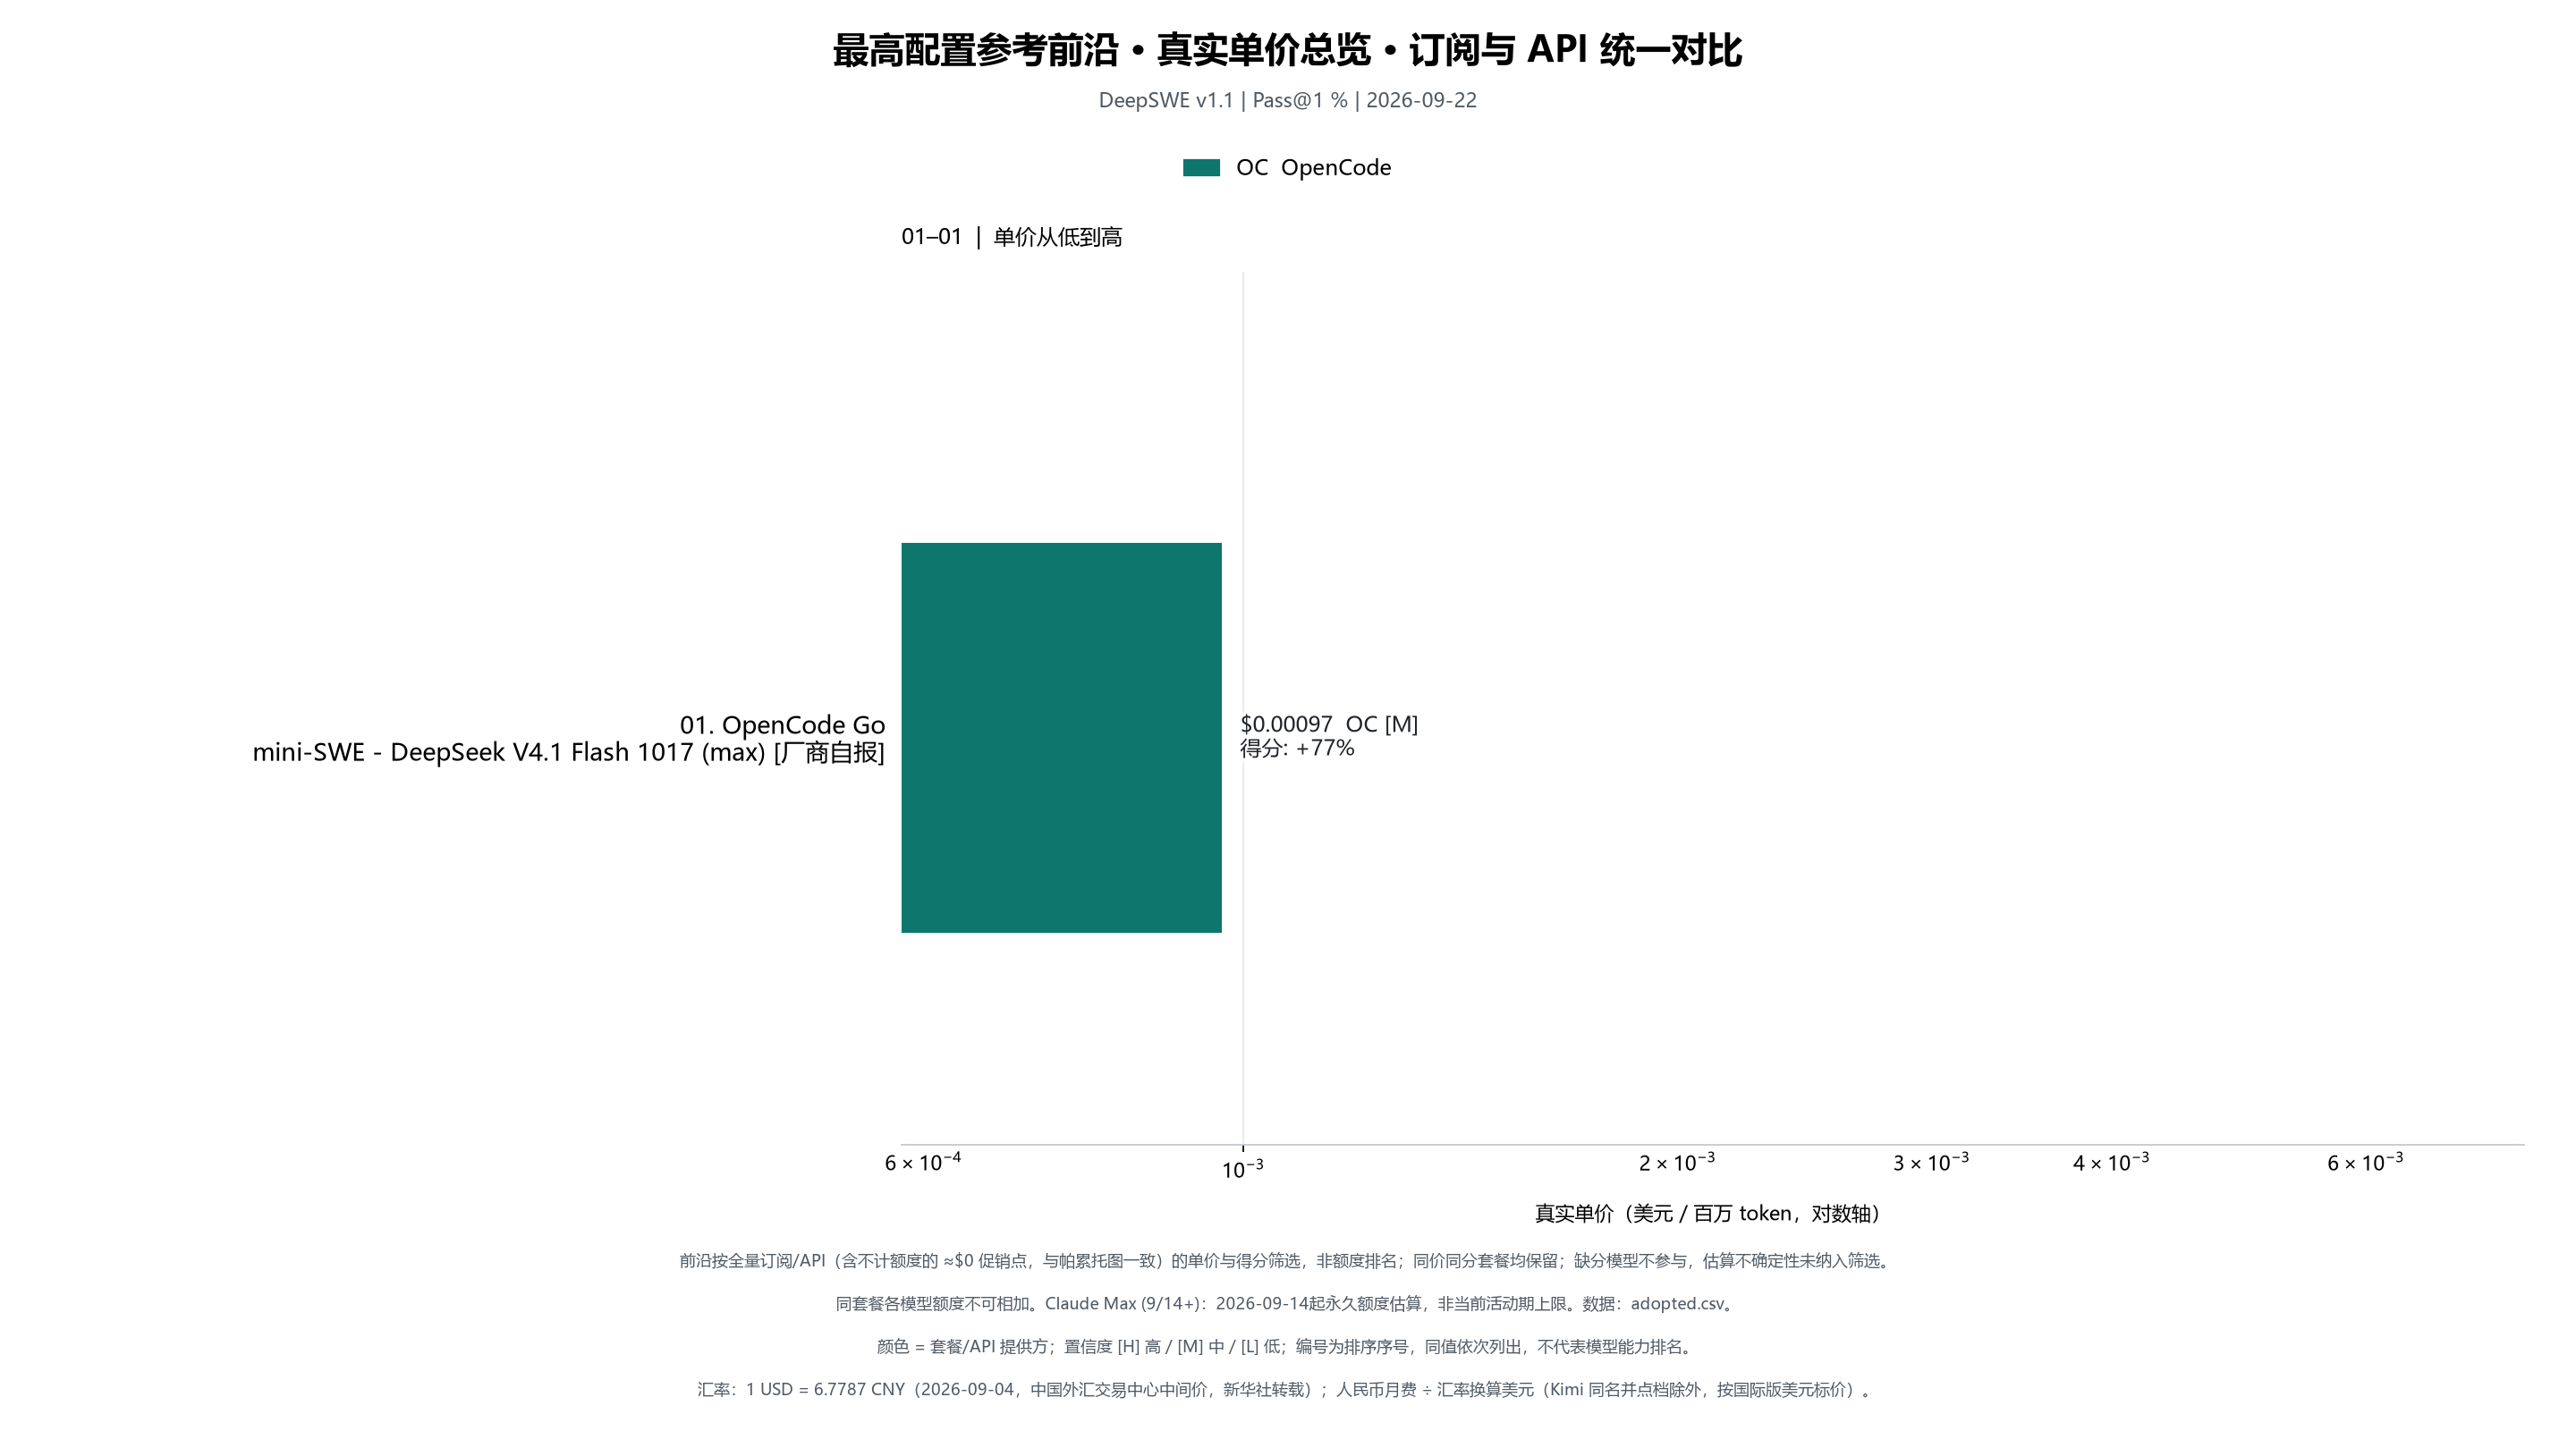 最高配置参考前沿 • 真实单价总览 • 订阅与 API 统一对比
DeepSWE v1.1 | Pass@1 % | 2026-09-22
OC  OpenCode
01–01 | 单价从低到高
01. OpenCode Go
mini-SWE - DeepSeek V4.1 Flash 1017 (max) [厂商自报]
$0.00097  OC [M]
得分: +77%
6 × 10⁻⁴
10⁻³
2 × 10⁻³
3 × 10⁻³
4 × 10⁻³
6 × 10⁻³
真实单价（美元 / 百万 token，对数轴）
前沿按全量订阅/API（含不计额度的 ≈$0 促销点，与帕累托图一致）的单价与得分筛选，非额度排名；同价同分套餐均保留；缺分模型不参与，估算不确定性未纳入筛选。
同套餐各模型额度不可相加。Claude Max (9/14+)：2026-09-14起永久额度估算，非当前活动期上限。数据：adopted.csv。
颜色 = 套餐/API 提供方；置信度 [H] 高 / [M] 中 / [L] 低；编号为排序序号，同值依次列出，不代表模型能力排名。
汇率：1 USD = 6.7787 CNY（2026-09-04，中国外汇交易中心中间价，新华社转载）；人民币月费 ÷ 汇率换算美元（Kimi 同名并点档除外，按国际版美元标价）。